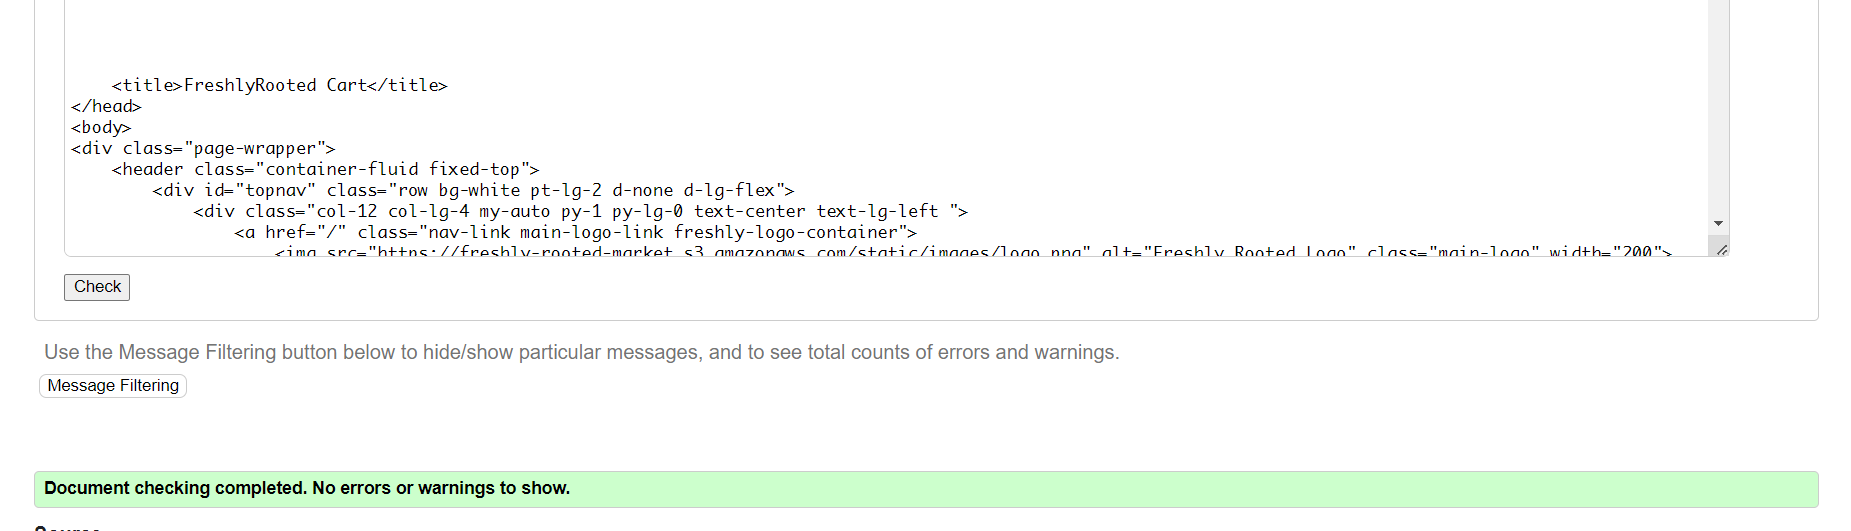 <title>FreshlyRooted Cart</title>
</head>
<body>
<div class="page-wrapper">
<header class="container-fluid fixed-top">
<div id="topnav" class="row bg-white pt-lg-2 d-none d-lg-flex">
<div class="col-12 col-lg-4 my-auto py-1 py-lg-0 text-center text-lg-left ">
<a href="/" class="nav-link main-logo-link freshly-logo-container">
<img src="https://freshly-rooted-market.s3.amazonaws.com/static/images/logo.png" alt="Freshly Rooted Logo" class="main-logo" width="200">
Check
Use the Message Filtering button below to hide/show particular messages, and to see total counts of errors and warnings.
Message Filtering
Document checking completed. No errors or warnings to show.